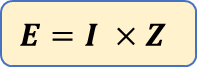 E = I × Z